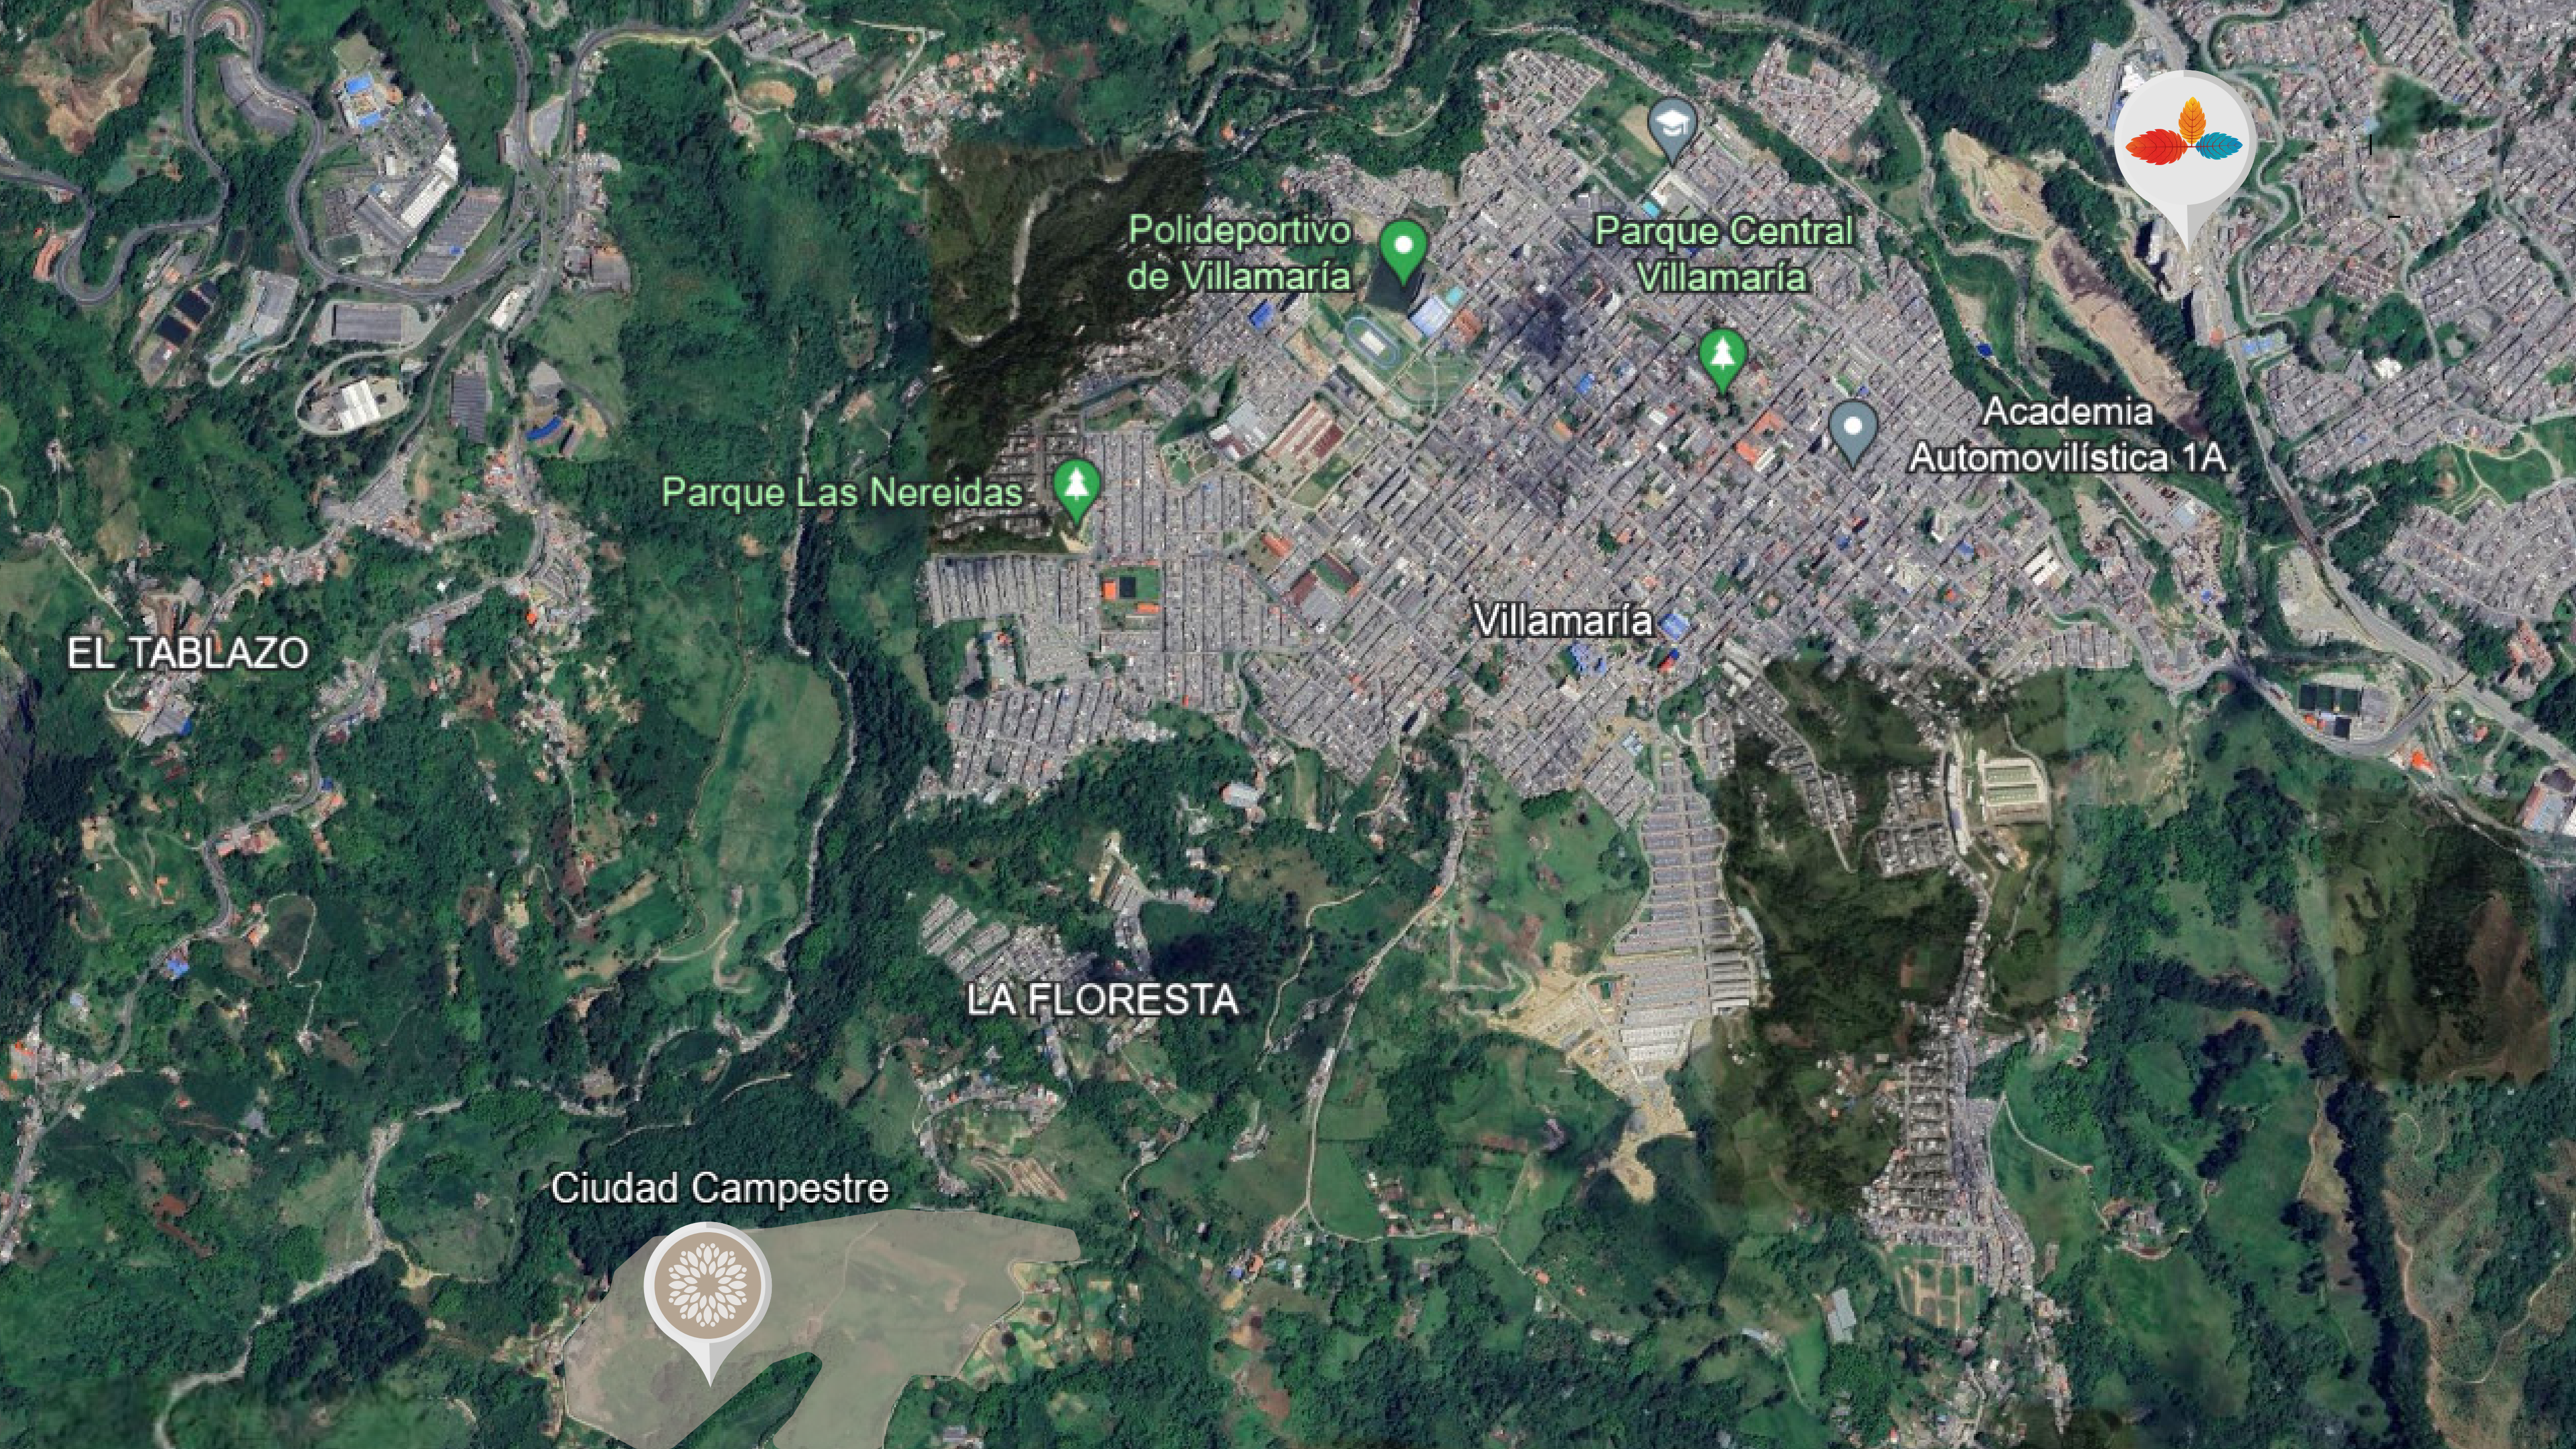 Polideportivo
de Villamaría
Parque Central
Villamaría
Academia
Automovilística 1A
Parque Las Nereidas
Villamaría
EL TABLAZO
LA FLORESTA
Ciudad Campestre